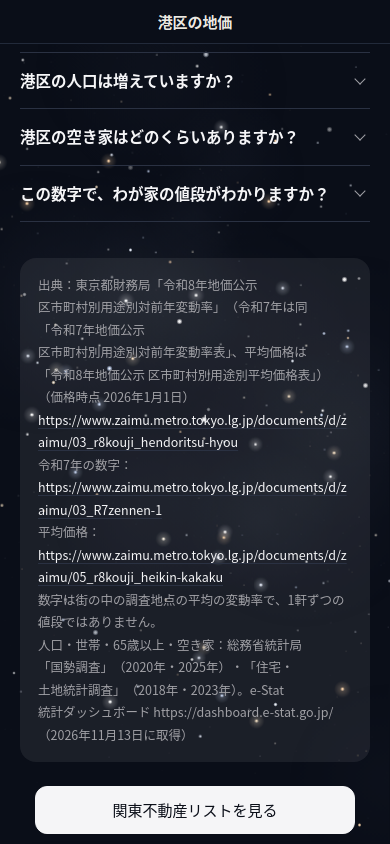 港区の地価
港区の人口は増えていますか？
港区の空き家はどのくらいありますか？
この数字で、わが家の値段がわかりますか？
出典：東京都財務局「令和8年地価公示
区市町村別用途別対前年変動率」（令和7年は同
「令和7年地価公示
区市町村別用途別対前年変動率表」、平均価格は
「令和8年地価公示 区市町村別用途別平均価格表」）
（価格時点 2026年1月1日）
https://www.zaimu.metro.tokyo.lg.jp/documents/d/z
aimu/03_r8kouji_hendoritsu-hyou
令和7年の数字：
https://www.zaimu.metro.tokyo.lg.jp/documents/d/z
aimu/03_R7zennen-1
平均価格：
https://www.zaimu.metro.tokyo.lg.jp/documents/d/z
aimu/05_r8kouji_heikin-kakaku
数字は街の中の調査地点の平均の変動率で、1軒ずつの
値段ではありません。
人口・世帯・65歳以上・空き家：総務省統計局
「国勢調査」（2020年・2025年）・「住宅・
土地統計調査」（2018年・2023年）。e-Stat
統計ダッシュボード https://dashboard.e-stat.go.jp/
（2026年11月13日に取得）
関東不動産リストを見る